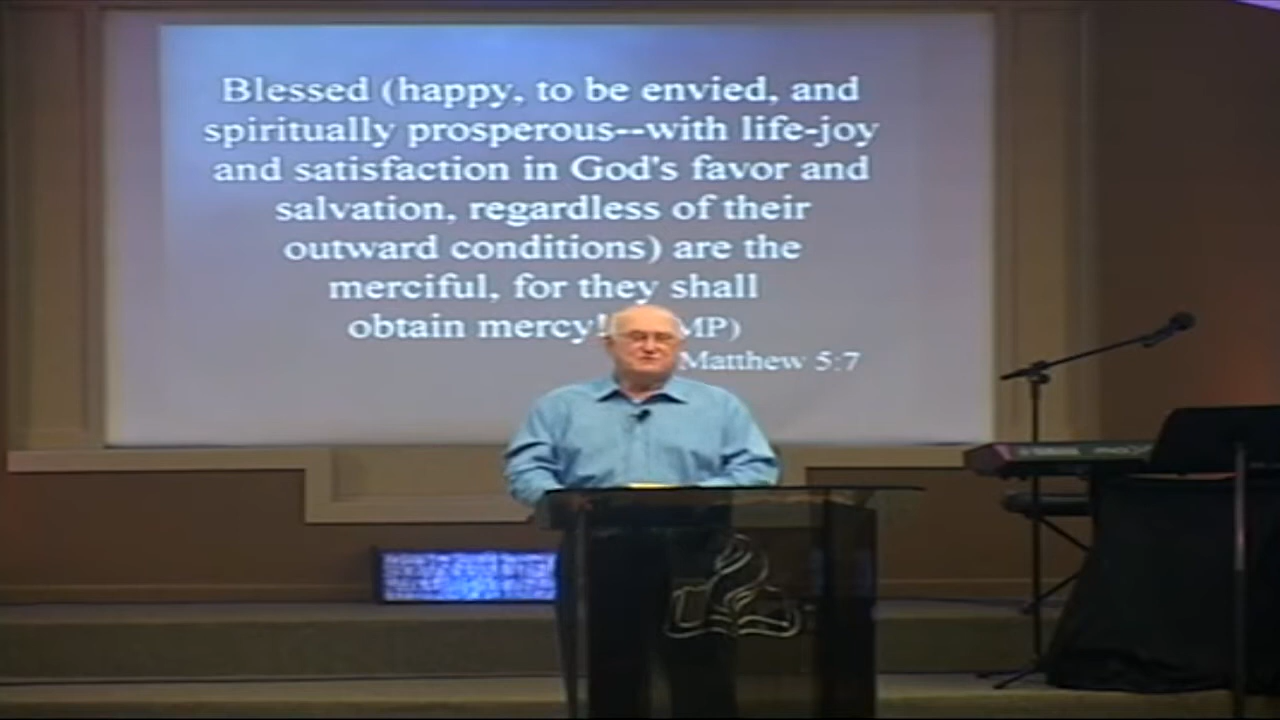 Blessed (happy, to be envied, and
spiritually prosperous--with life-joy
and satisfaction in God's favor and
salvation, regardless of their
outward conditions) are the
merciful, for they shall
obtain mercy! MP)
Matthew 5:7